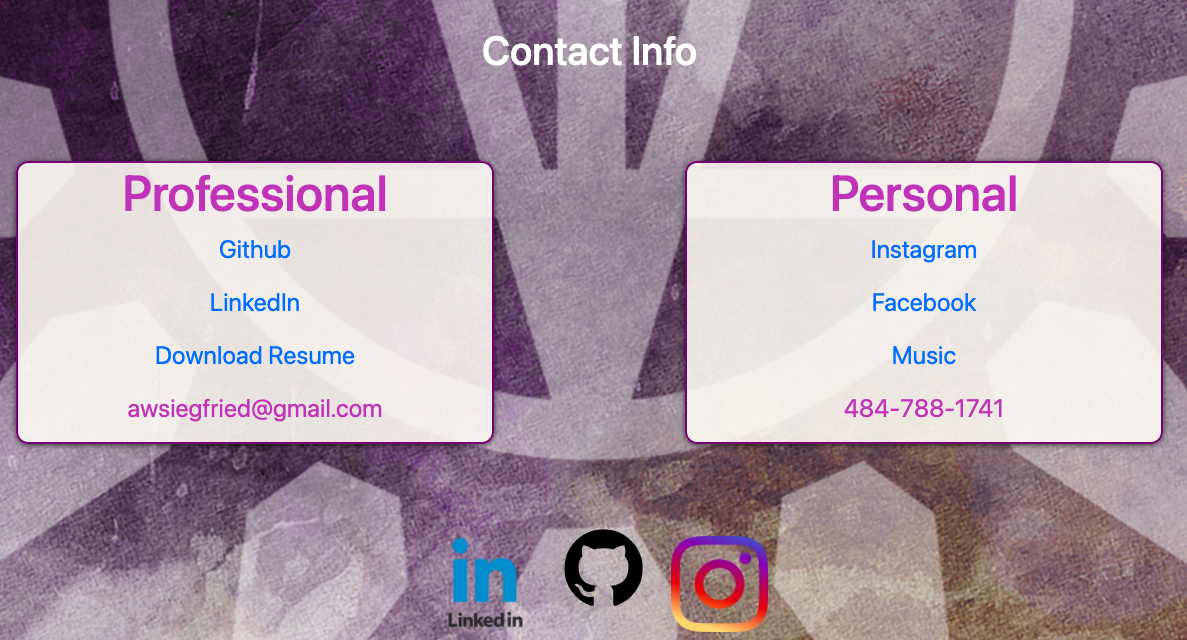 Contact Info
Professional
Github
LinkedIn
Download Resume
awsiegfried@gmail.com
Personal
Instagram
Facebook
Music
484-788-1741
in
Linked in